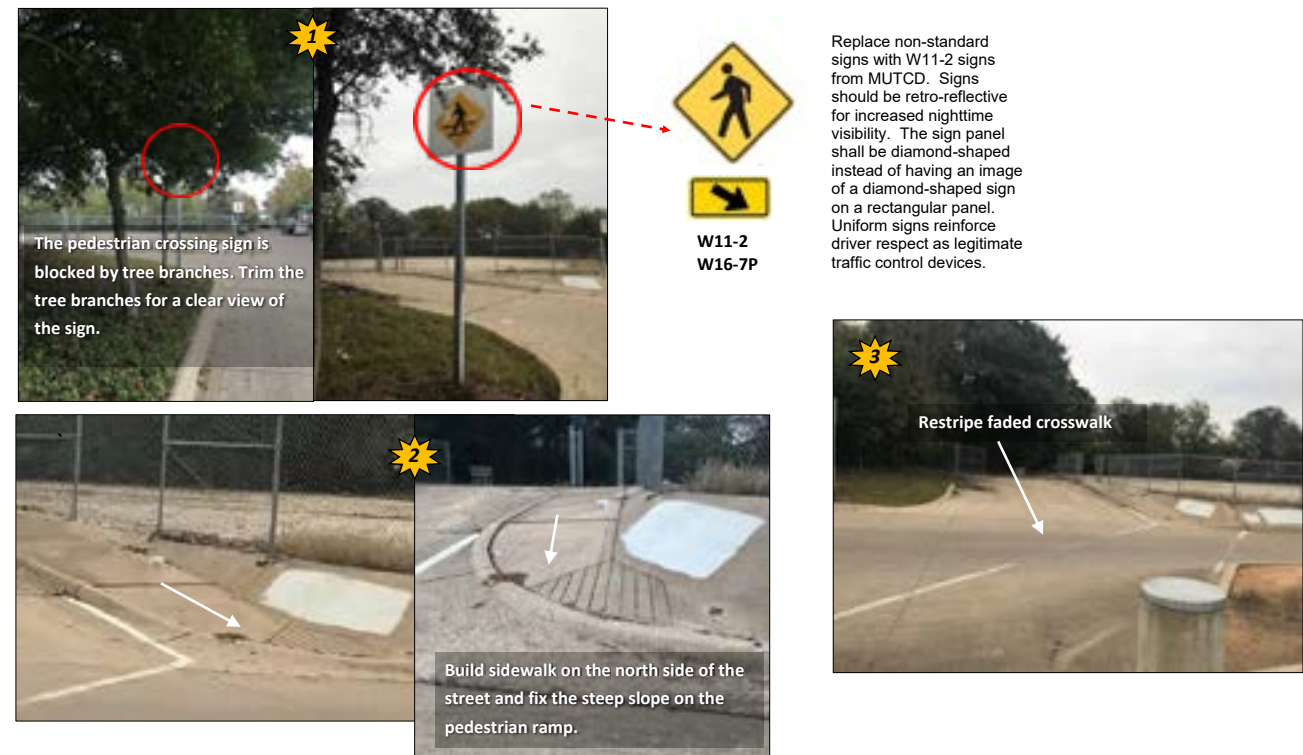 1
The pedestrian crossing sign is
blocked by tree branches. Trim the
tree branches for a clear view of
the sign.
W11-2
W16-7P
Replace non-standard
signs with W11-2 signs
from MUTCD. Signs
should be retro-reflective
for increased nighttime
visibility. The sign panel
shall be diamond-shaped
instead of having an image
of a diamond-shaped sign
on a rectangular panel.
Uniform signs reinforce
driver respect as legitimate
traffic control devices.
2
Build sidewalk on the north side of the
street and fix the steep slope on the
pedestrian ramp.
3
Restripe faded crosswalk